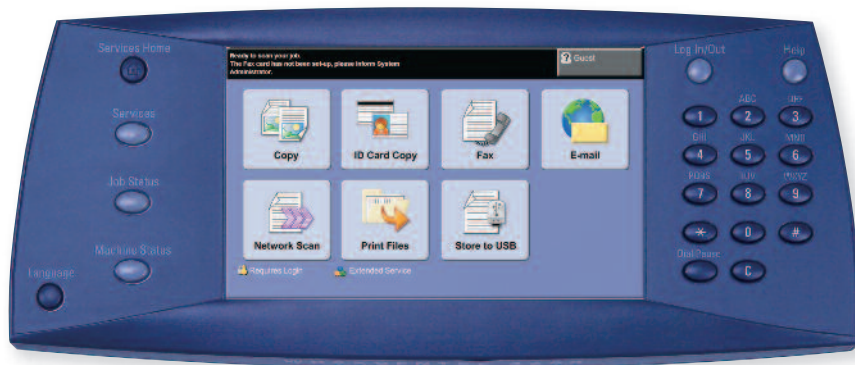 Services Home
Services
Job Status
Machine Status
Language
Ready to scan your job.
The Fax card has not been set-up, please inform System
Administrator.
? Guest
Copy
ID Card Copy
Fax
E-mail
Network Scan
Print Files
Store to USB
Requires Login
Extended Service
Log In/Out
Help
ABC
DEF
1
2
3
GHI
JKL
MNO
4
5
6
PQRS
TUV
WXYZ
7
8
9
*
0
#
Dial Pause
C